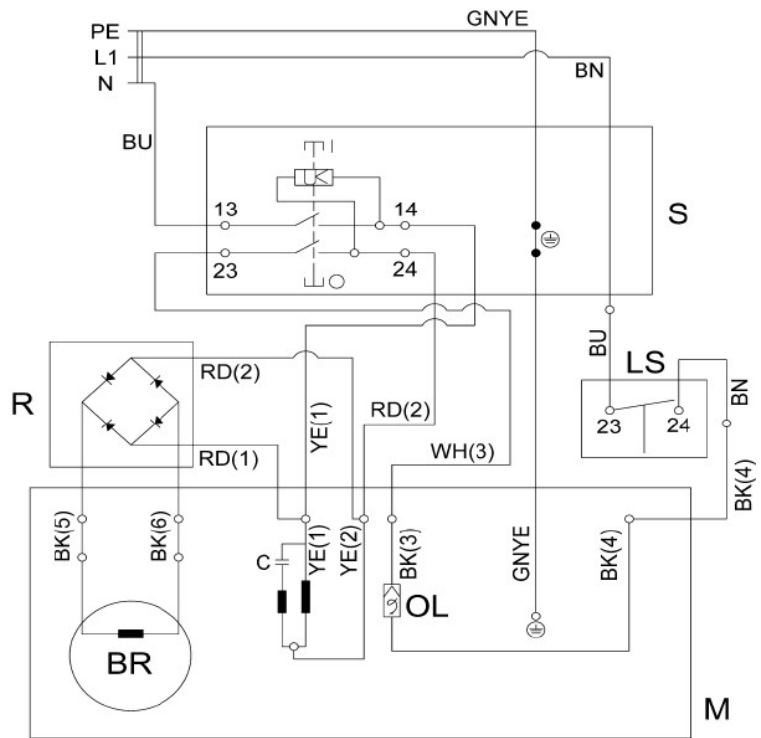 GNYE
PE
L1
N
BN
BU
I
U<
13
14
S
23
24
O
BU
LS
BN
R
RD(2)
RD(2)
YE(1)
23
24
RD(1)
WH(3)
BK(4)
BK(5)
BK(6)
C
YE(1)
YE(2)
BK(3)
GNYE
BK(4)
OL
BR
M